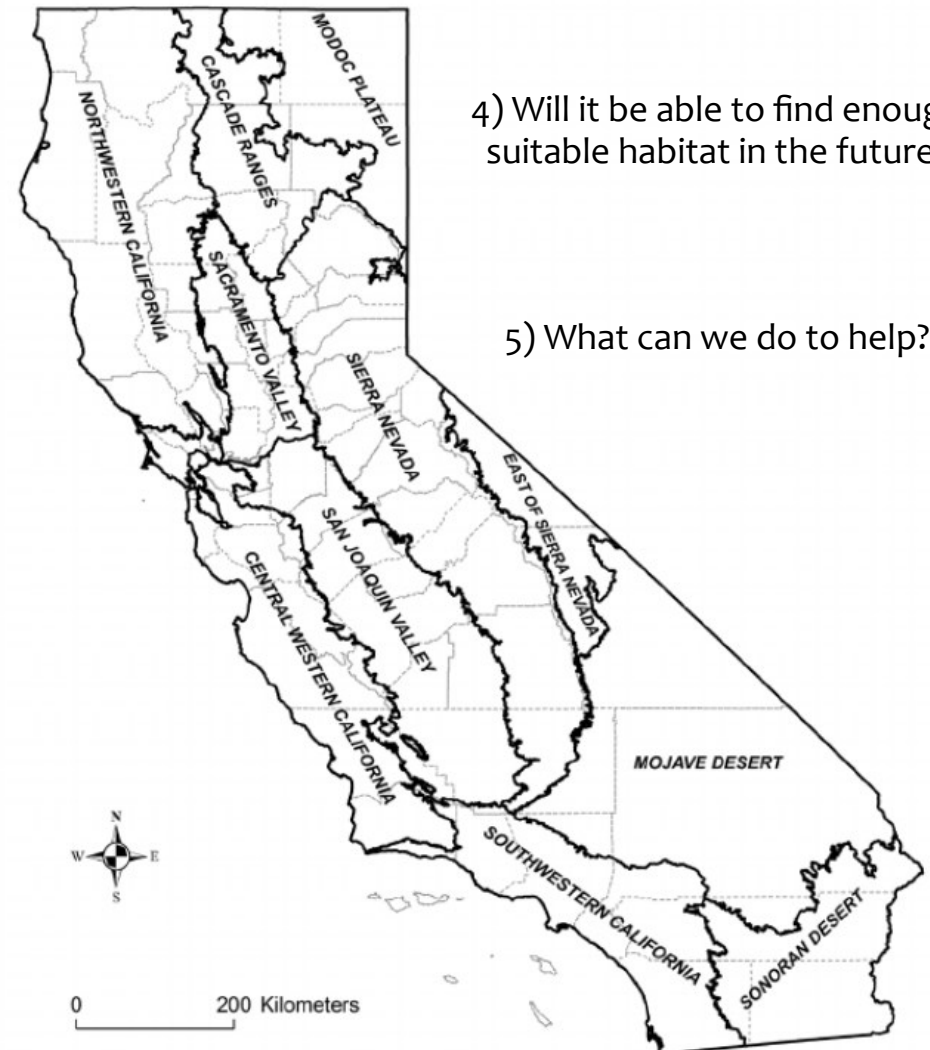 MODOC PLATEAU
CASCADE RANGES
NORTHWESTERN CALIFORNIA
4) Will it be able to find enoug
suitable habitat in the future
SACRAMENTO VALLEY
5) What can we do to help?
SIERRA NEVADA
EAST OF SIERRA NEVADA
SAN JOAQUIN VALLEY
CENTRAL WESTERN CALIFORNIA
MOJAVE DESERT
N
W E
S
SOUTHWESTERN CALIFORNIA
SONORAN DESERT
0 200 Kilometers